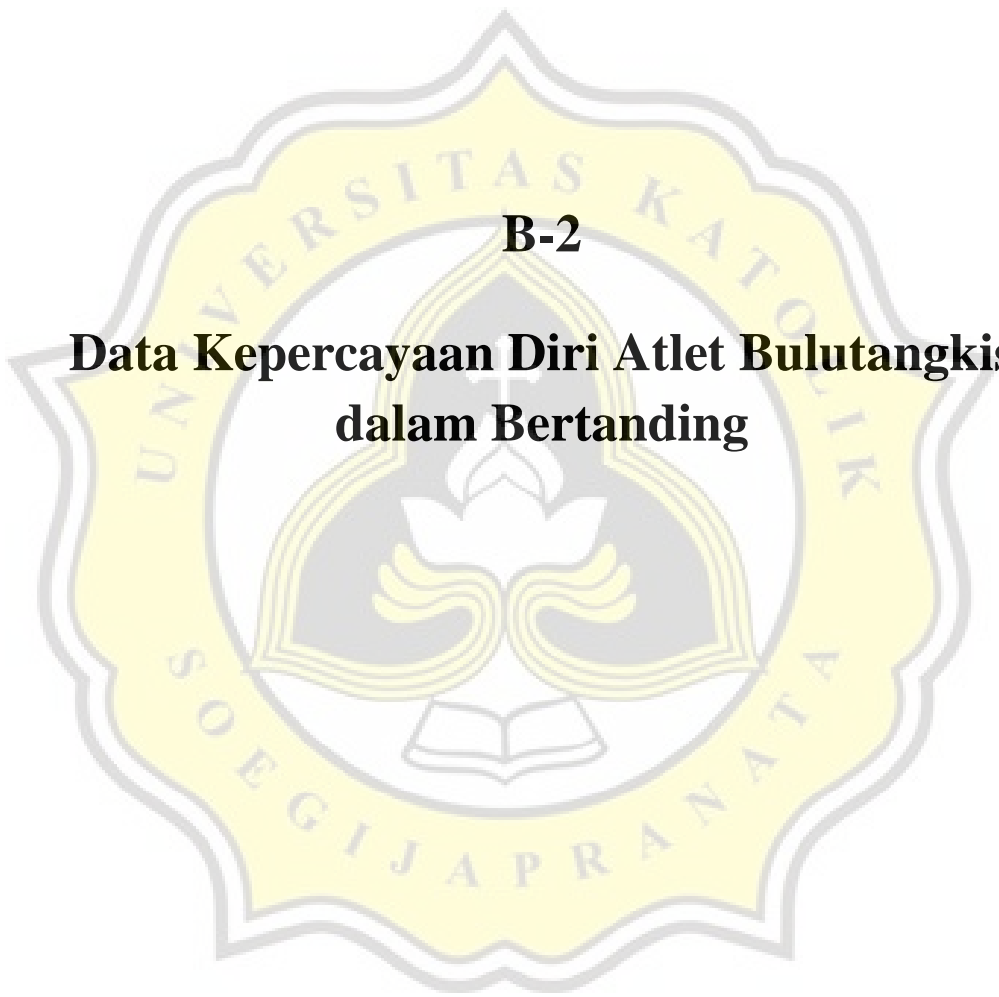 UNIVERSITAS KATOLIK
B-2
Data Kepercayaan Diri Atlet Bulutangkis
dalam Bertanding
SOEGIJAPRANATA